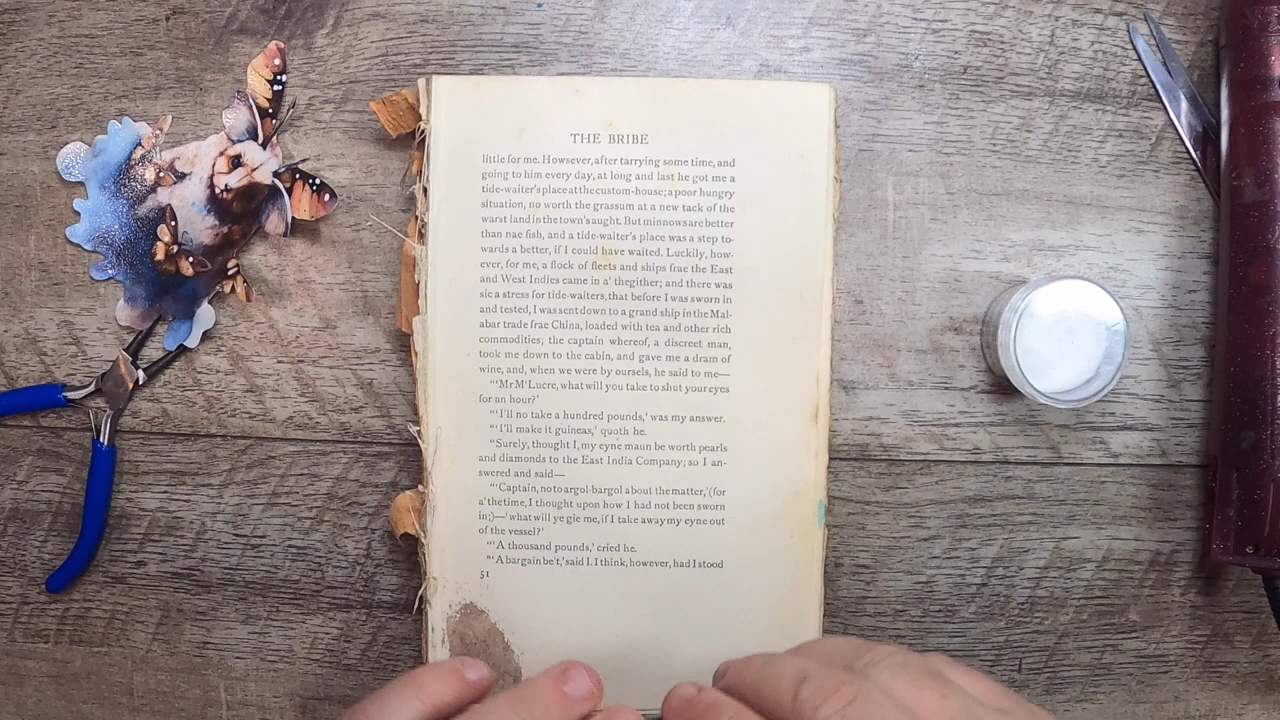 THE BRIBE
little for me. Howsever, after tarrying some time, and
going to him every day, at long and last he got me a
tide-waiter's place at the custom-house; a poor hungry
situation, no worth the grassum at a new tack of the
warst land in the town's aught. But minnows are better
than nae fish, and a tide-waiter's place was a step to-
wards a better, if I could have waited. Luckily, how-
ever, for me, a flock of fleets and ships frae the East
and West Indies came in a' thegither; and there was
sic a stress for tide-waiters, that before I was sworn in
and tested, I was sent down to a grand ship in the Mal-
abar trade frae China, loaded with tea and other rich
commodities; the captain whereof, a discreet man,
took me down to the cabin, and gave me a dram of
wine, and, when we were by oursels, he said to me—
"'Mr M'Lucre, what will you take to shut your eyes
for an hour?'
"'I'll no take a hundred pounds,' was my answer.
"'I'll make it guineas,' quoth he.
"Surely, thought I, my eyne maun be worth pearls
and diamonds to the East India Company; so I an-
swered and said—
"'Captain, no to argol-bargol about the matter,' (for
a' the time, I thought upon how I had not been sworn
in;)—'what will ye gie me, if I take away my eyne out
of the vessel?'
"'A thousand pounds,' cried he.
"'A bargain be't,' said I. I think, however, had I stood
51